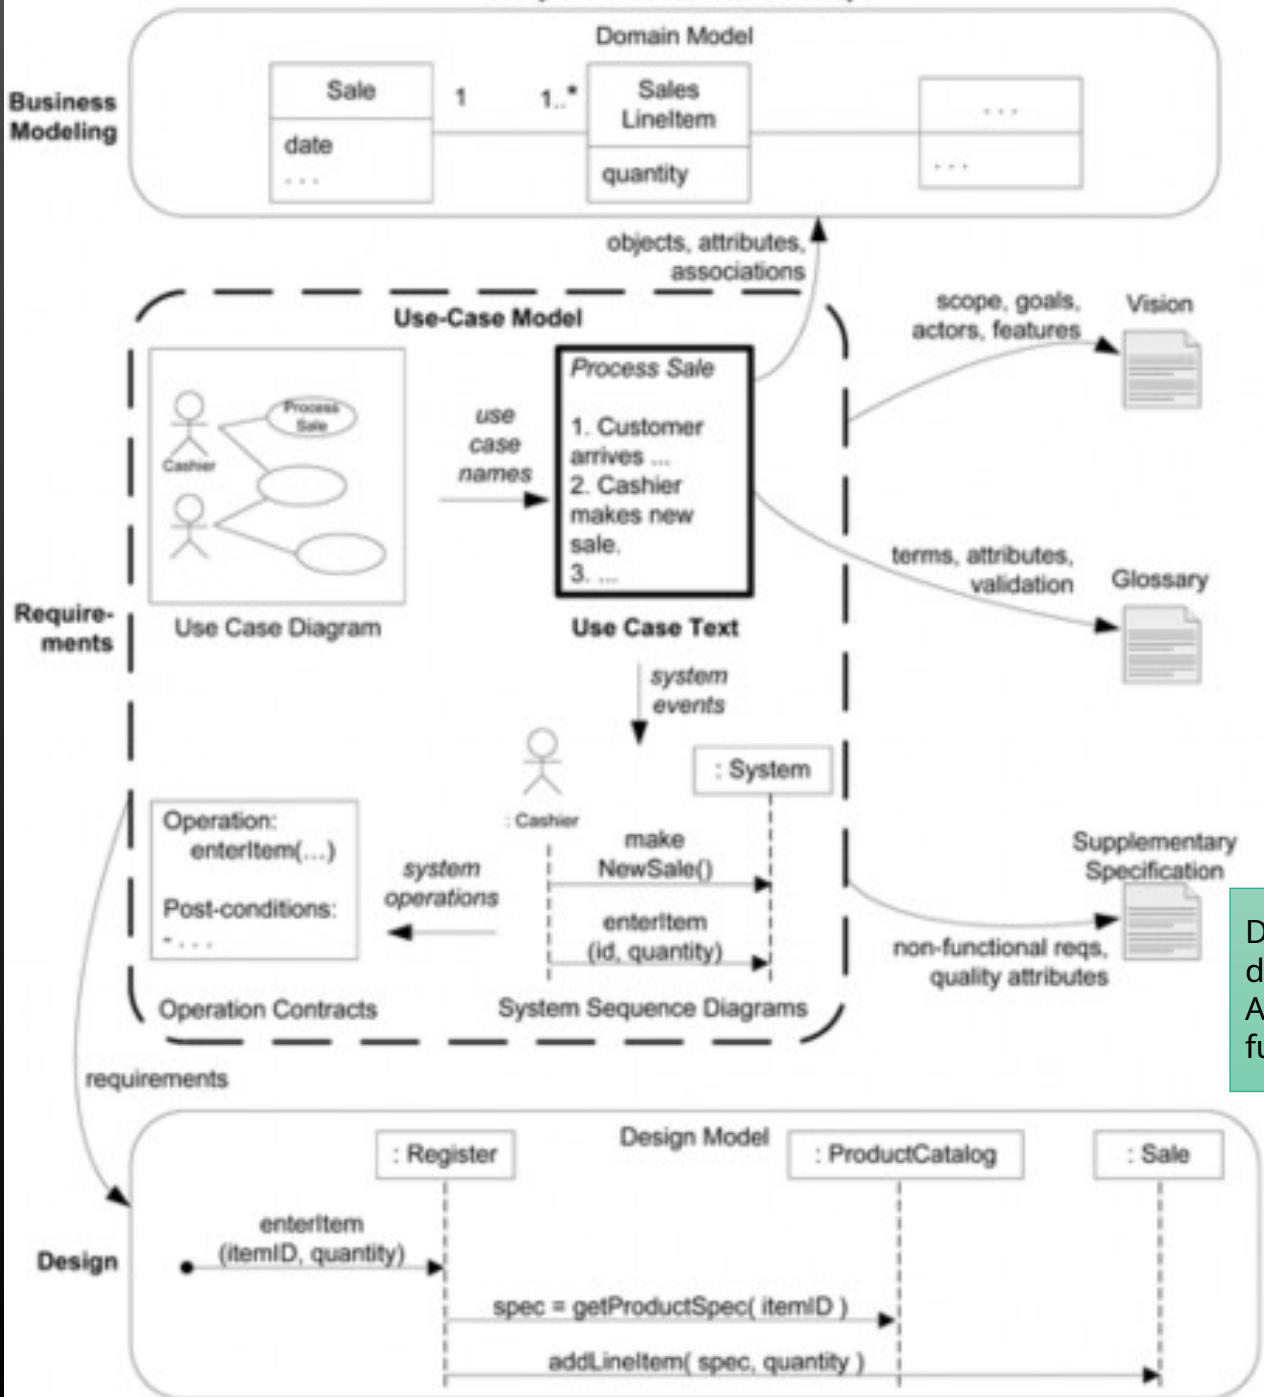 Domain Model
Business
Modeling
Sale
1
1..*
Sales
LineItem
. . .
date
. . .
quantity
. . .
objects, attributes,
associations
Use-Case Model
scope, goals,
actors, features
Vision
Process
Sale
Cashier
use
case
names
Process Sale
1. Customer
arrives ...
2. Cashier
makes new
sale.
3. ...
terms, attributes,
validation
Glossary
Require-
ments
Use Case Diagram
Use Case Text
system
events
: System
: Cashier
Operation:
enterItem(…)
Post-conditions:
- . . .
system
operations
make
NewSale()
enterItem
(id, quantity)
Supplementary
Specification
non-functional reqs,
quality attributes
Operation Contracts
System Sequence Diagrams
requirements
Design Model
: Register
: ProductCatalog
: Sale
Design
enterItem
(itemID, quantity)
spec = getProductSpec( itemID )
addLineItem( spec, quantity )